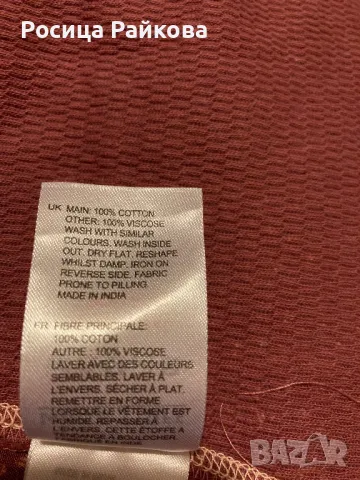 Росица Райкова
UK MAIN: 100% COTTON
OTHER: 100% VISCOSE
WASH WITH SIMILAR
COLOURS. WASH INSIDE
OUT. DRY FLAT. RESHAPE
WHILST DAMP. IRON ON
REVERSE SIDE. FABRIC
PRONE TO PILLING.
MADE IN INDIA
FR FIBRE PRINCIPALE:
100% COTON
AUTRE : 100% VISCOSE
LAVER AVEC DES COULEURS
SEMBLABLES. LAVER À
L'ENVERS. SÉCHER À PLAT.
REMETTRE EN FORME
LORSQUE LE VÊTEMENT EST
HUMIDE. REPASSER
L'ENVERS. CETTE ÉTOFFE A
TENDANCE À BOULOCHER.
BAZAR